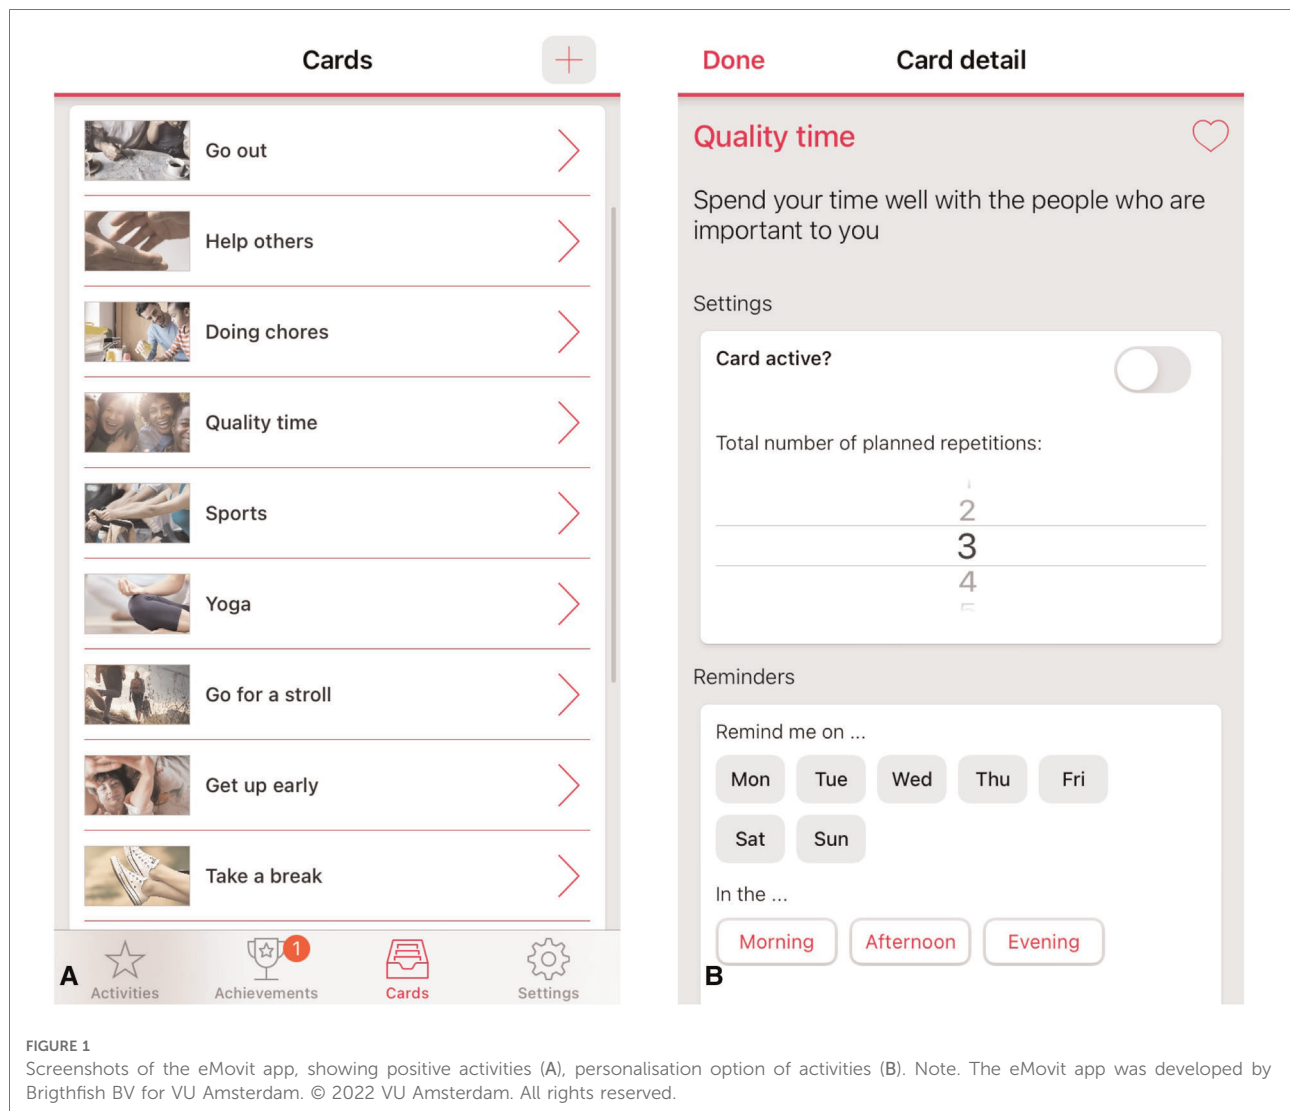 Cards
Go out
Help others
Doing chores
Quality time
Sports
Yoga
Go for a stroll
Get up early
Take a break
1
A
Activities
Achievements
Cards
Settings
Done
Card detail
Quality time
Spend your time well with the people who are
important to you
Settings
Card active?
Total number of planned repetitions:
2
3
4
5
Reminders
Remind me on ...
Mon Tue Wed Thu Fri
Sat Sun
In the ...
Morning Afternoon Evening
B
FIGURE 1
Screenshots of the eMovit app, showing positive activities (A), personalisation option of activities (B). Note. The eMovit app was developed by
Brigthfish BV for VU Amsterdam. © 2022 VU Amsterdam. All rights reserved.